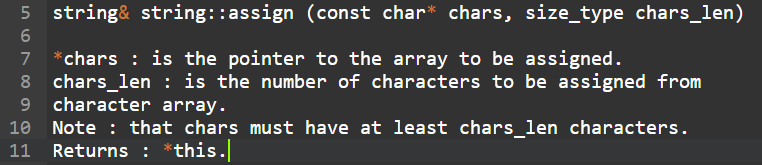 5 string& string::assign (const char* chars, size_type chars_len)
6
7 *chars : is the pointer to the array to be assigned.
8 chars_len : is the number of characters to be assigned from
9 character array.
10 Note : that chars must have at least chars_len characters.
11 Returns : *this.